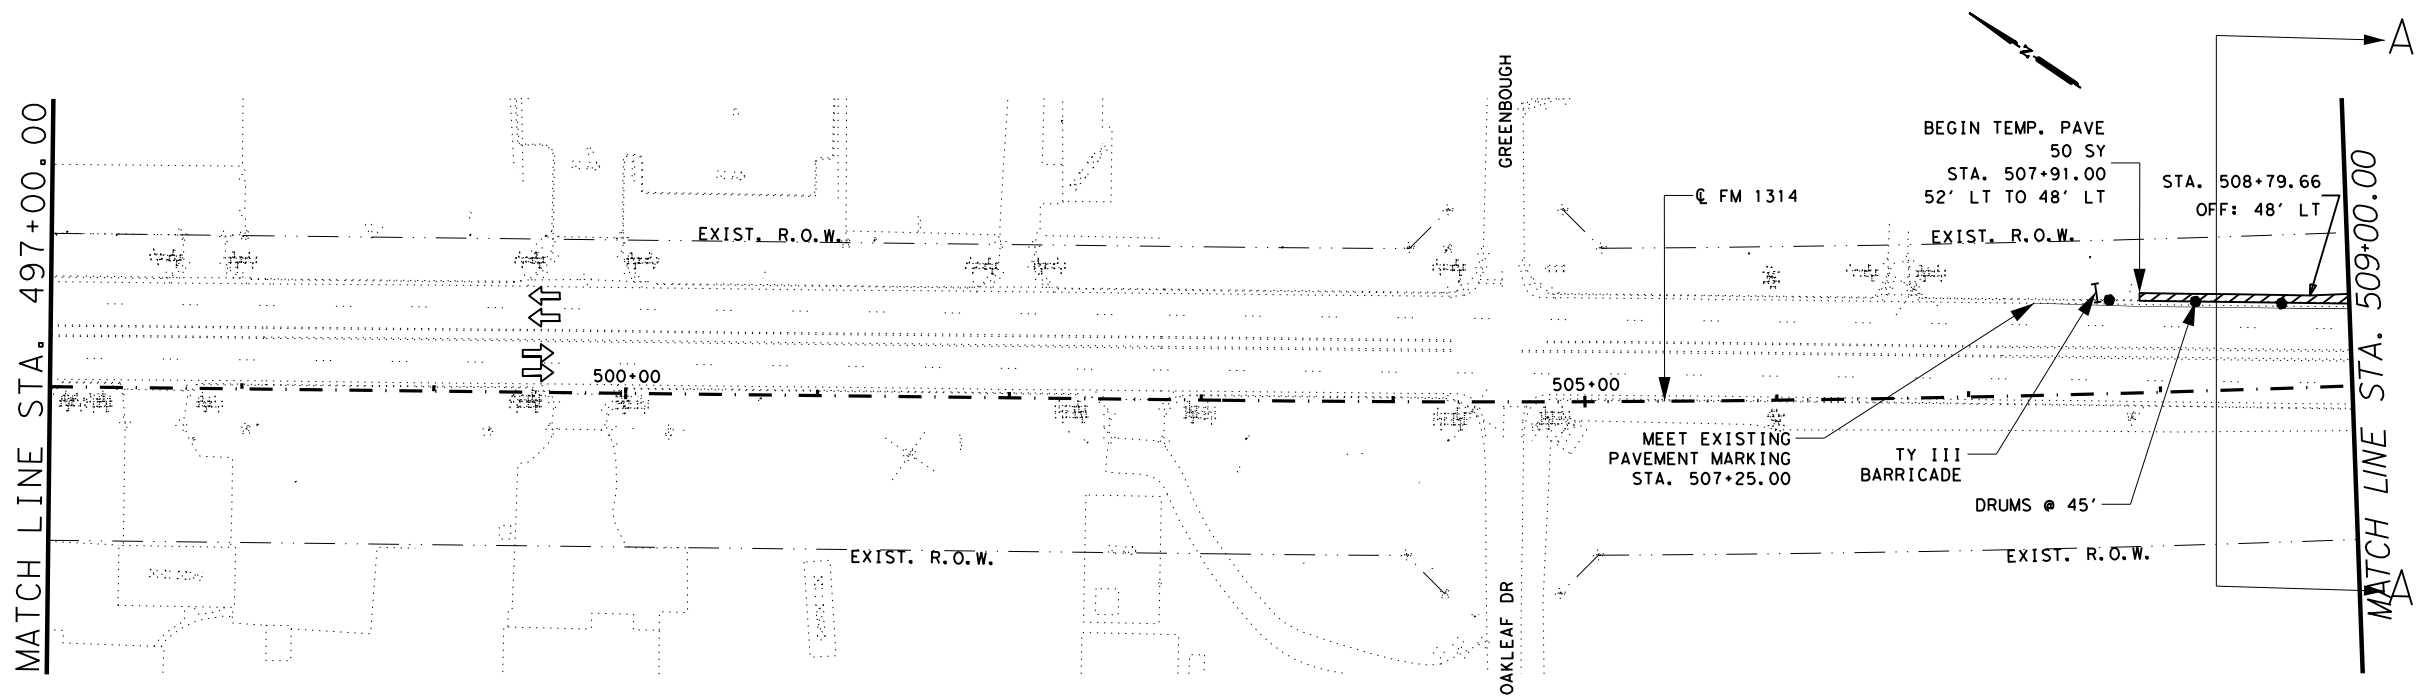 MATCH LINE STA. 497+00.00
GREENBOUGH
N
A
BEGIN TEMP. PAVE
50 SY
STA. 507+91.00
52' LT TO 48' LT
STA. 508+79.66
OFF: 48' LT
℄ FM 1314
EXIST. R.O.W.
EXIST. R.O.W.
500+00
505+00
MEET EXISTING
PAVEMENT MARKING
STA. 507+25.00
TY III
BARRICADE
DRUMS @ 45'
EXIST. R.O.W.
EXIST. R.O.W.
OAKLEAF DR
A
MATCH LINE STA. 509+00.00